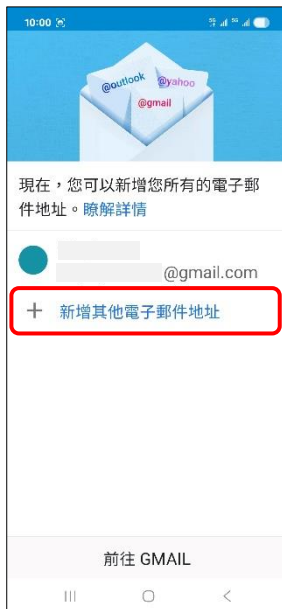 10:00
@outlook
@yahoo
@gmail
現在，您可以新增您所有的電子郵
件地址。瞭解詳情
@gmail.com
新增其他電子郵件地址
前往 GMAIL